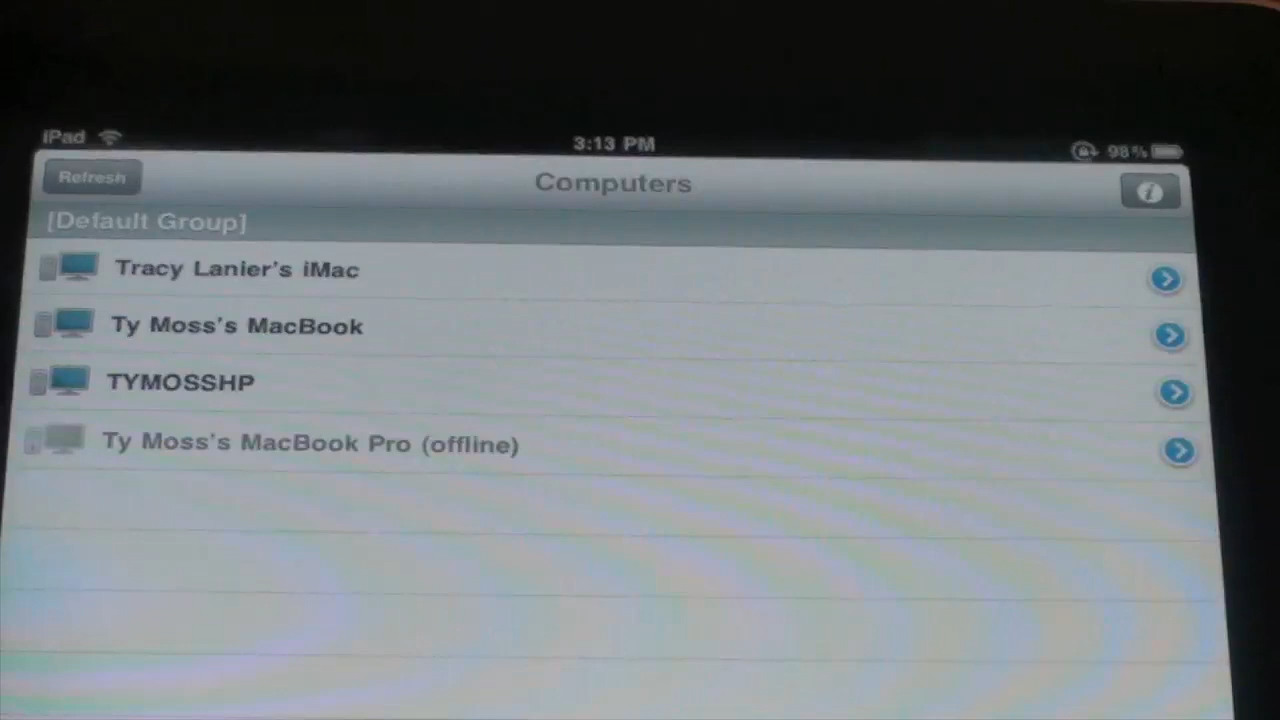 iPad
3:13 PM
98%
Refresh
Computers
[Default Group]
Tracy Lanier's iMac
Ty Moss's MacBook
TYMOSSHP
Ty Moss's MacBook Pro (offline)